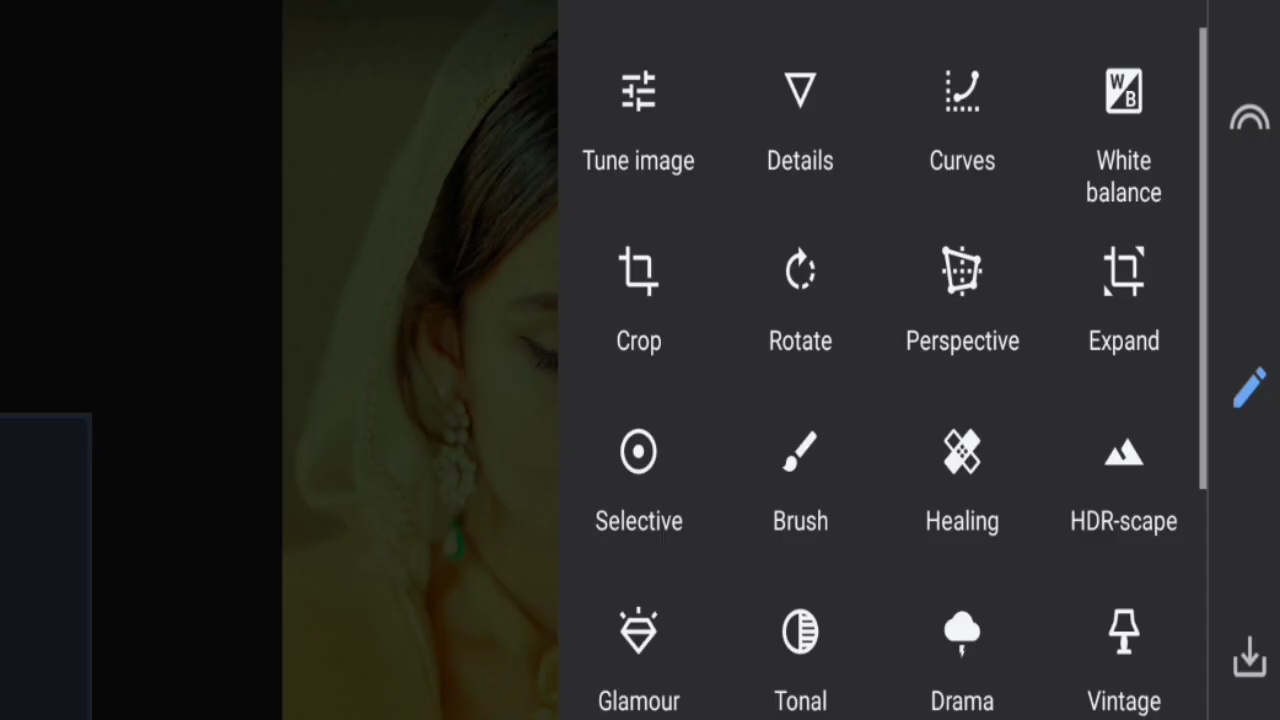 Tune image
Details
Curves
White
balance
Crop
Rotate
Perspective
Expand
Selective
Brush
Healing
HDR-scape
Glamour
Tonal
Drama
Vintage